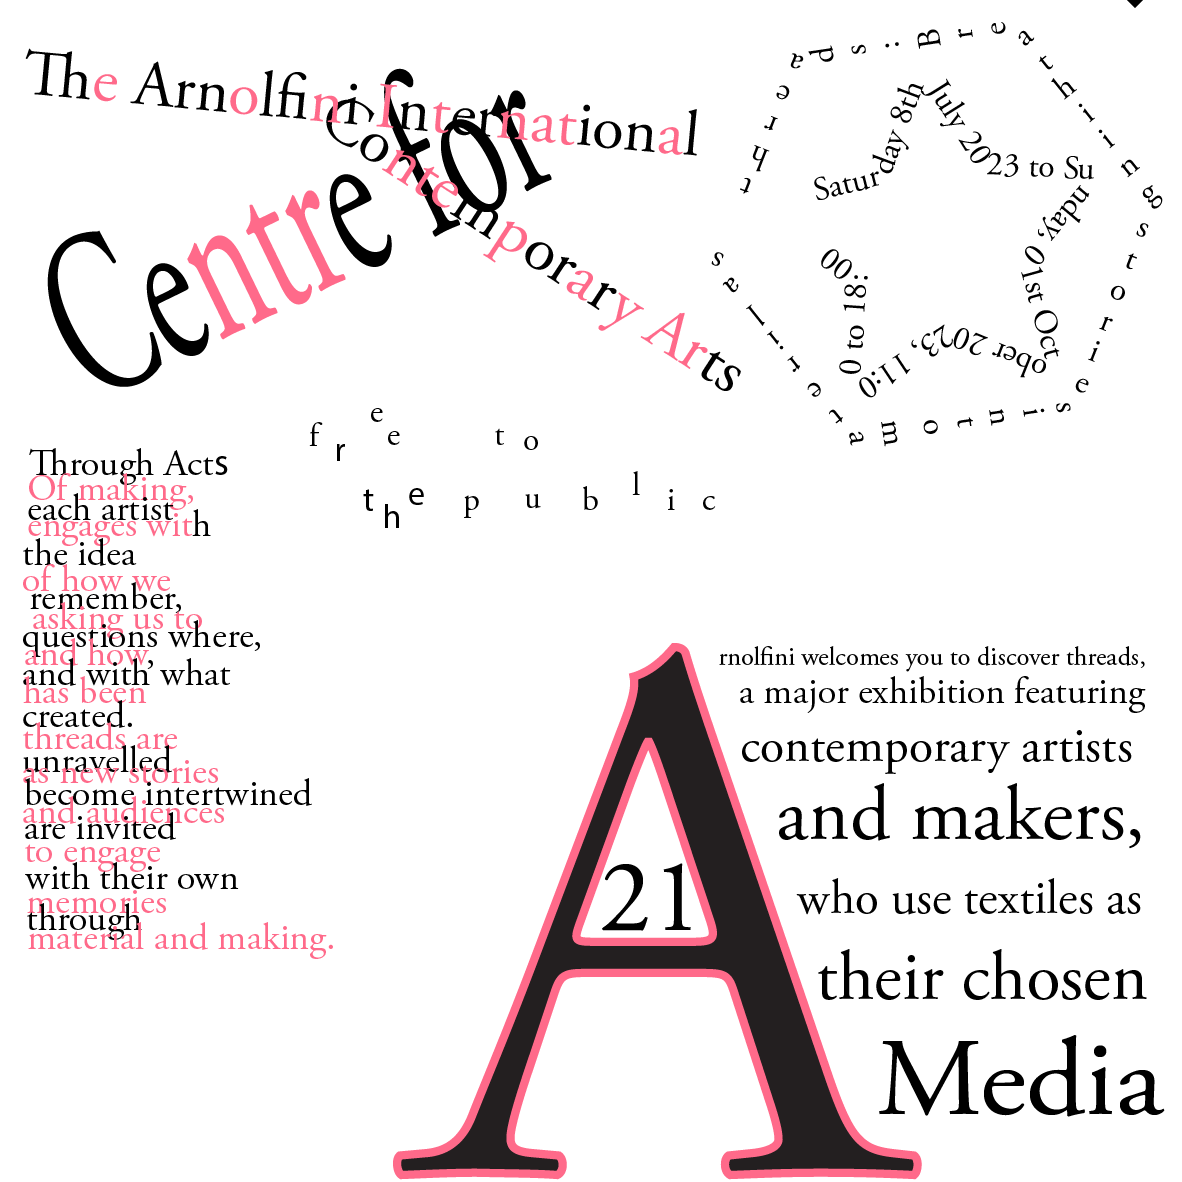 The Arnolfini International
Centre for
Contemporary Arts
threads: Breathiing stories into materilas
Saturday 8th July 2023 to Sunday, 01st October 2023, 11:00 to 18:00
free to
the public
Through Acts
Of making,
each artist
engages with
the idea
of how we
remember,
asking us to
questions where,
and how,
and with what
has been
created.
threads are
unravelled
as new stories
become intertwined
and audiences
are invited
to engage
with their own
memories
through
material and making.
A
21
rnolfini welcomes you to discover threads,
a major exhibition featuring
contemporary artists
and makers,
who use textiles as
their chosen
Media